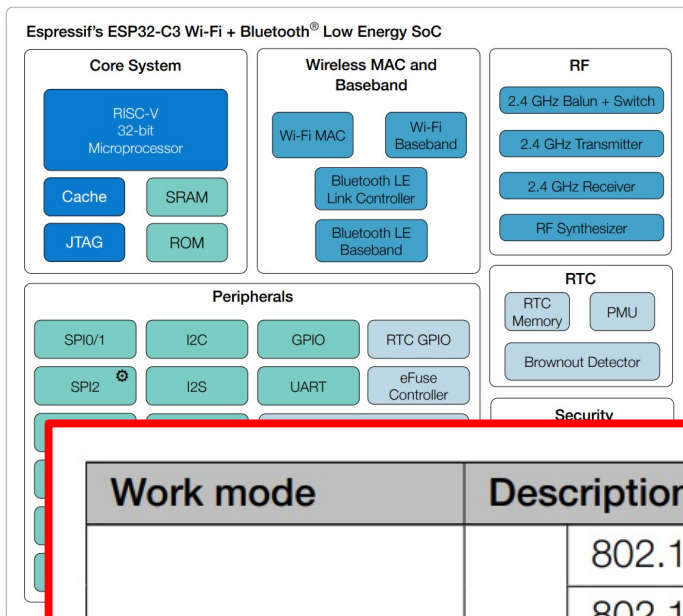 Espressif's ESP32-C3 Wi-Fi + Bluetooth® Low Energy SoC
Core System
RISC-V
32-bit
Microprocessor
Cache
SRAM
JTAG
ROM
Wireless MAC and
Baseband
Wi-Fi MAC
Wi-Fi
Baseband
Bluetooth LE
Link Controller
Bluetooth LE
Baseband
RF
2.4 GHz Balun + Switch
2.4 GHz Transmitter
2.4 GHz Receiver
RF Synthesizer
Peripherals
SPI0/1
I2C
GPIO
RTC GPIO
SPI2
I2S
UART
eFuse
Controller
RTC
RTC
Memory
PMU
Brownout Detector
Security
Work mode
Description
802.1
802.1